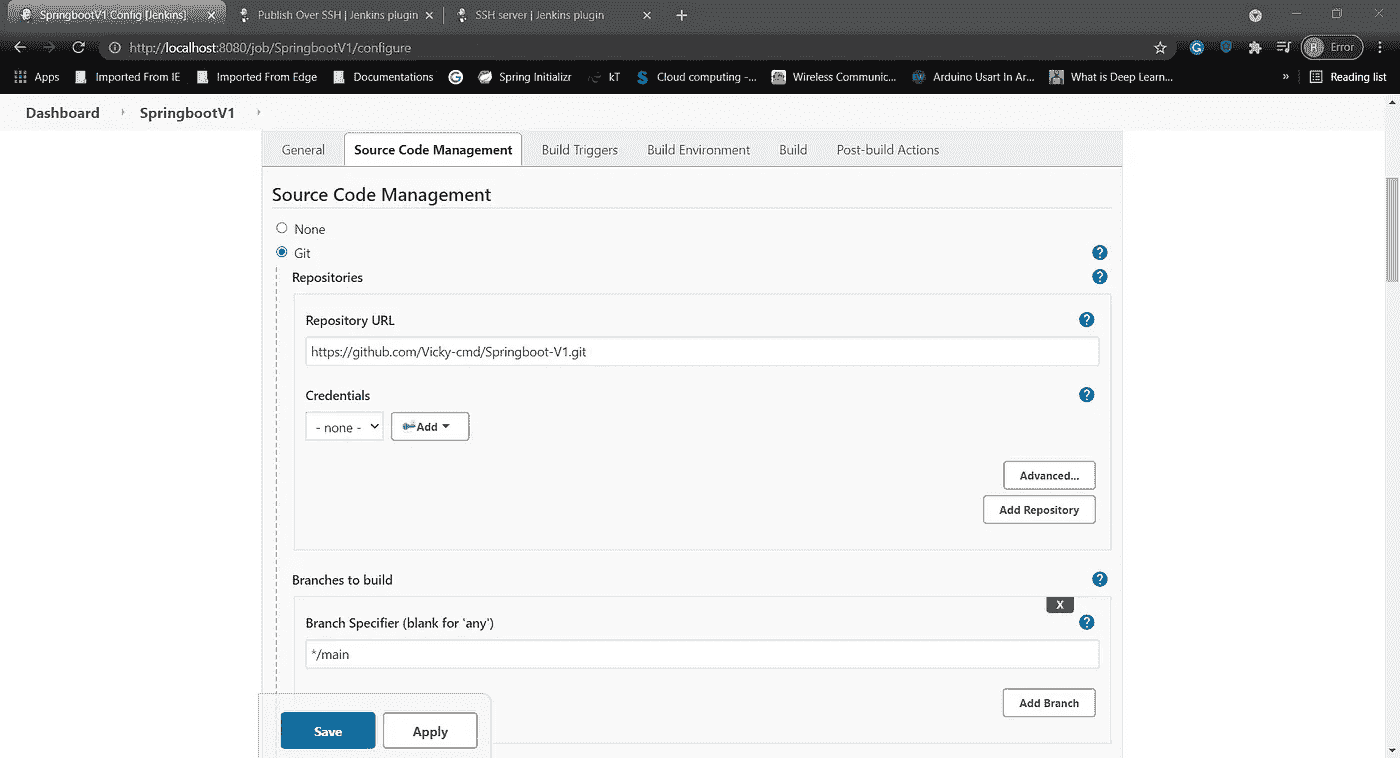 SpringbootV1 Config [Jenkins]
Publish Over SSH | Jenkins plugin
SSH server | Jenkins plugin
http://localhost:8080/job/SpringbootV1/configure
R Error
Apps Imported From IE Imported From Edge Documentations G Spring Initializr kT Cloud computing -... Wireless Communic... Arduino Usart In Ar... What is Deep Learn... » Reading list
Dashboard SpringbootV1
General Source Code Management Build Triggers Build Environment Build Post-build Actions
Source Code Management
None
Git
Repositories
Repository URL
https://github.com/Vicky-cmd/Springboot-V1.git
Credentials
- none - Add
Advanced...
Add Repository
Branches to build
X
Branch Specifier (blank for 'any')
*/main
Add Branch
Save Apply